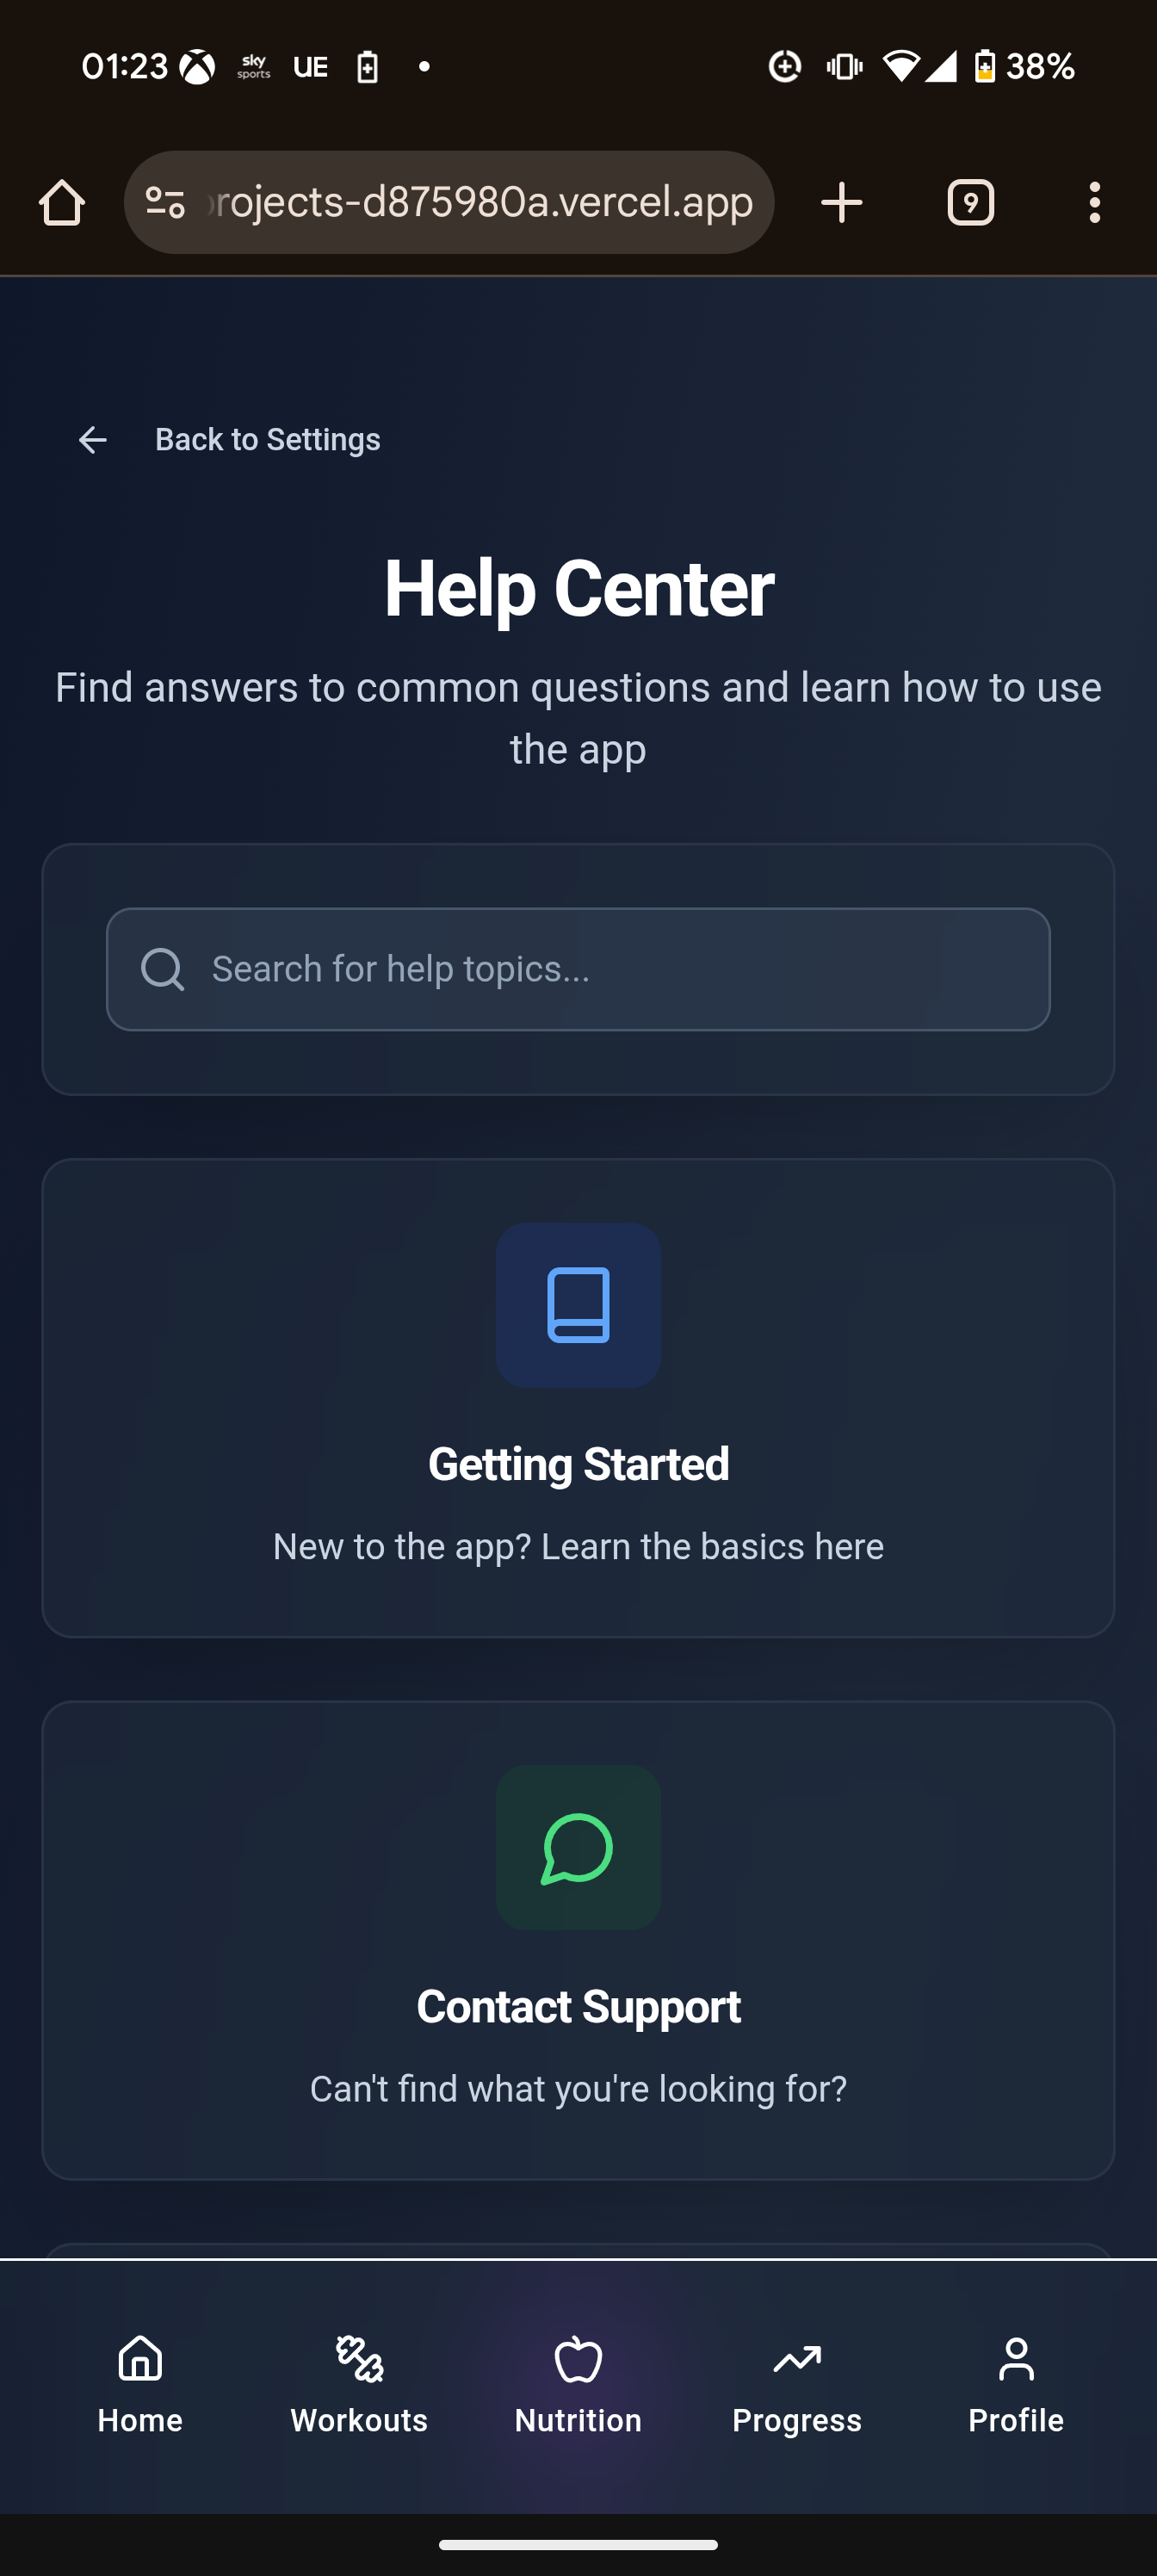 01:23 sky sports UE 38%
rojects-d875980a.vercel.app 9
Back to Settings
Help Center
Find answers to common questions and learn how to use
the app
Search for help topics...
Getting Started
New to the app? Learn the basics here
Contact Support
Can't find what you're looking for?
Home Workouts Nutrition Progress Profile